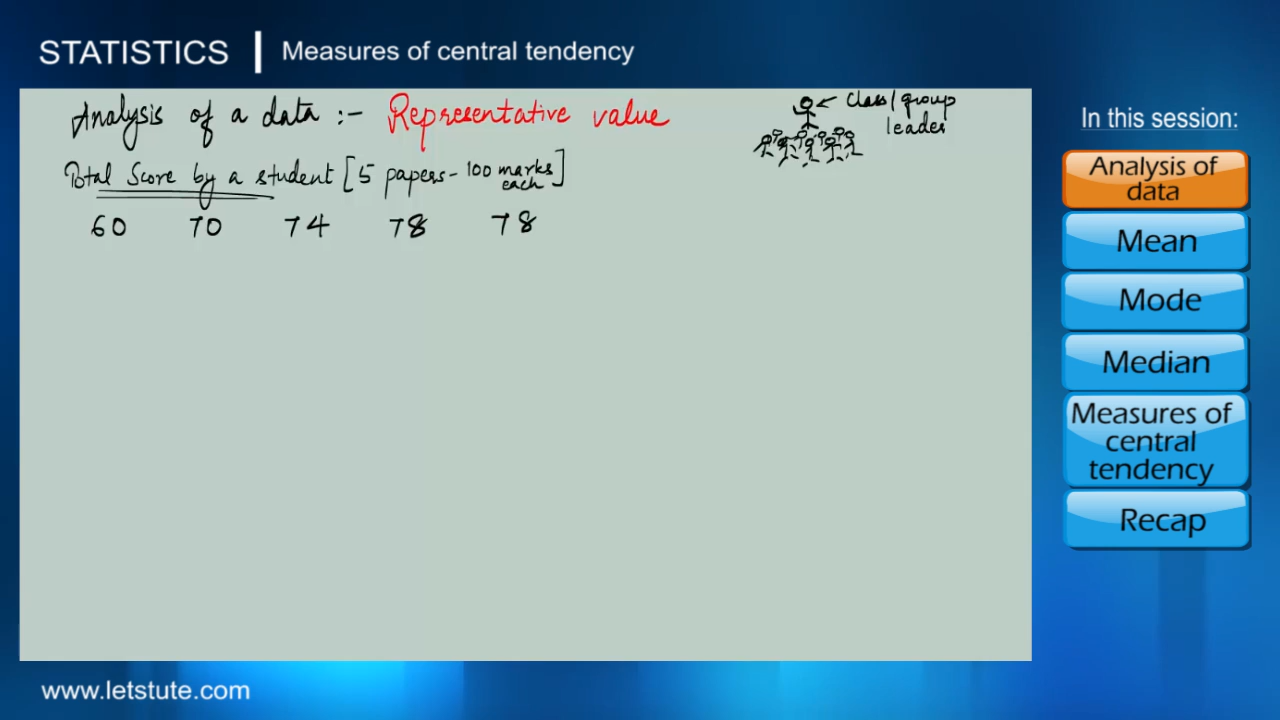 STATISTICS | Measures of central tendency
Analysis of a data :- Representative value
class/group
leader
Total Score by a student [5 papers - 100 marks each]
60 70 74 78 78
In this session:
Analysis of
data
Mean
Mode
Median
Measures of
central
tendency
Recap
www.letstute.com